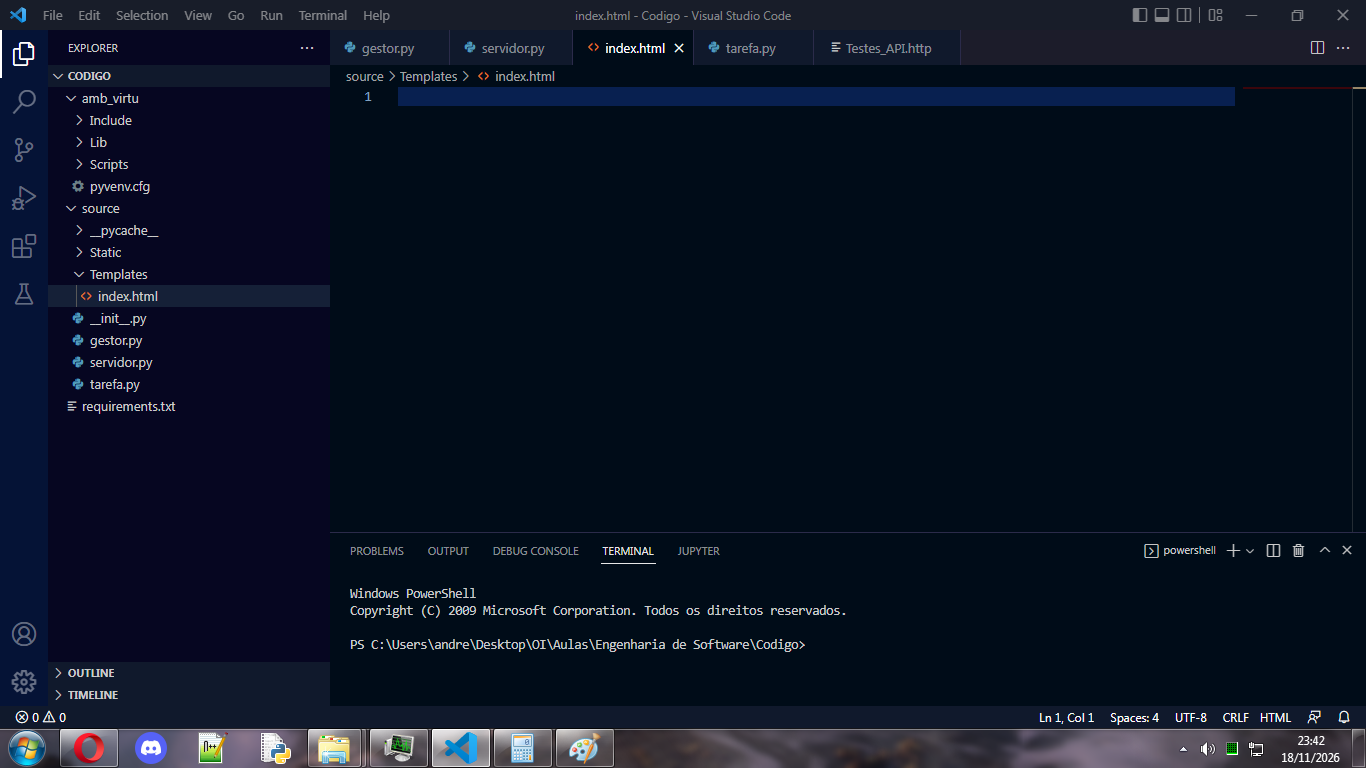 File Edit Selection View Go Run Terminal Help index.html - Codigo - Visual Studio Code
EXPLORER
gestor.py servidor.py index.html tarefa.py Testes_API.http
CODIGO
source Templates index.html
amb_virtu
1
Include
Lib
Scripts
pyvenv.cfg
source
__pycache__
Static
Templates
index.html
__init__.py
gestor.py
servidor.py
tarefa.py
requirements.txt
PROBLEMS OUTPUT DEBUG CONSOLE TERMINAL JUPYTER powershell
Windows PowerShell
Copyright (C) 2009 Microsoft Corporation. Todos os direitos reservados.
PS C:\Users\andre\Desktop\OI\Aulas\Engenharia de Software\Codigo>
OUTLINE
TIMELINE
0 0 Ln 1, Col 1 Spaces: 4 UTF-8 CRLF HTML
23:42
18/11/2026